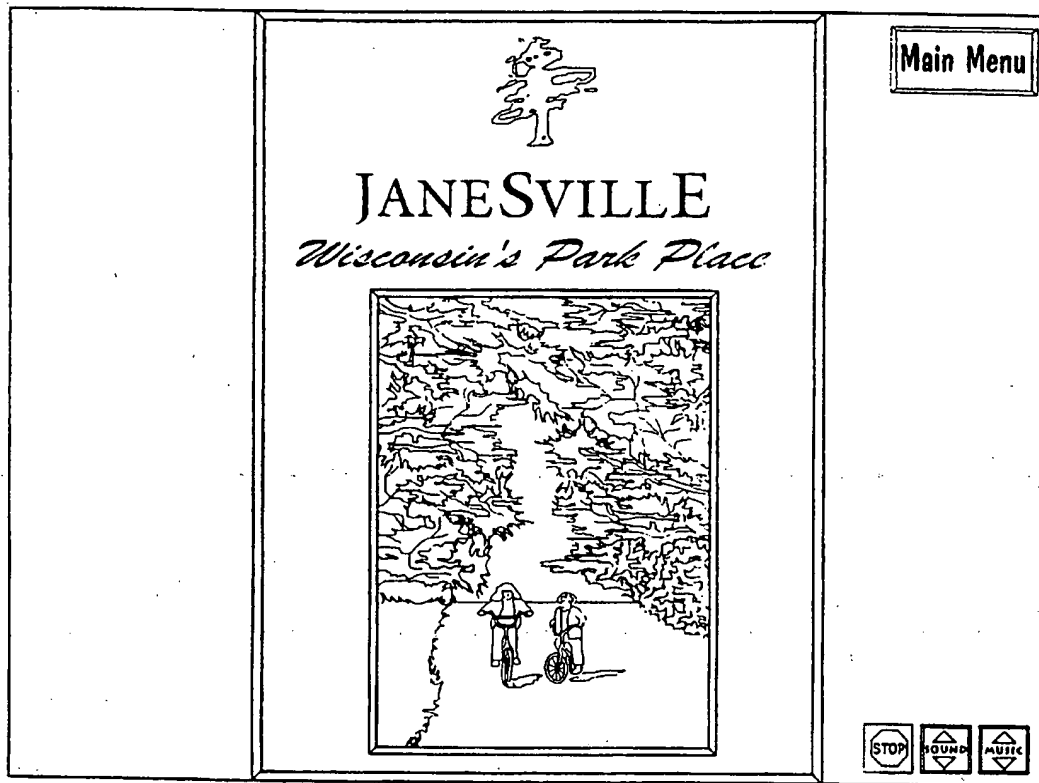 Main Menu
JANESVILLE
Wisconsin's Park Place
STOP
SOUND
MUSIC